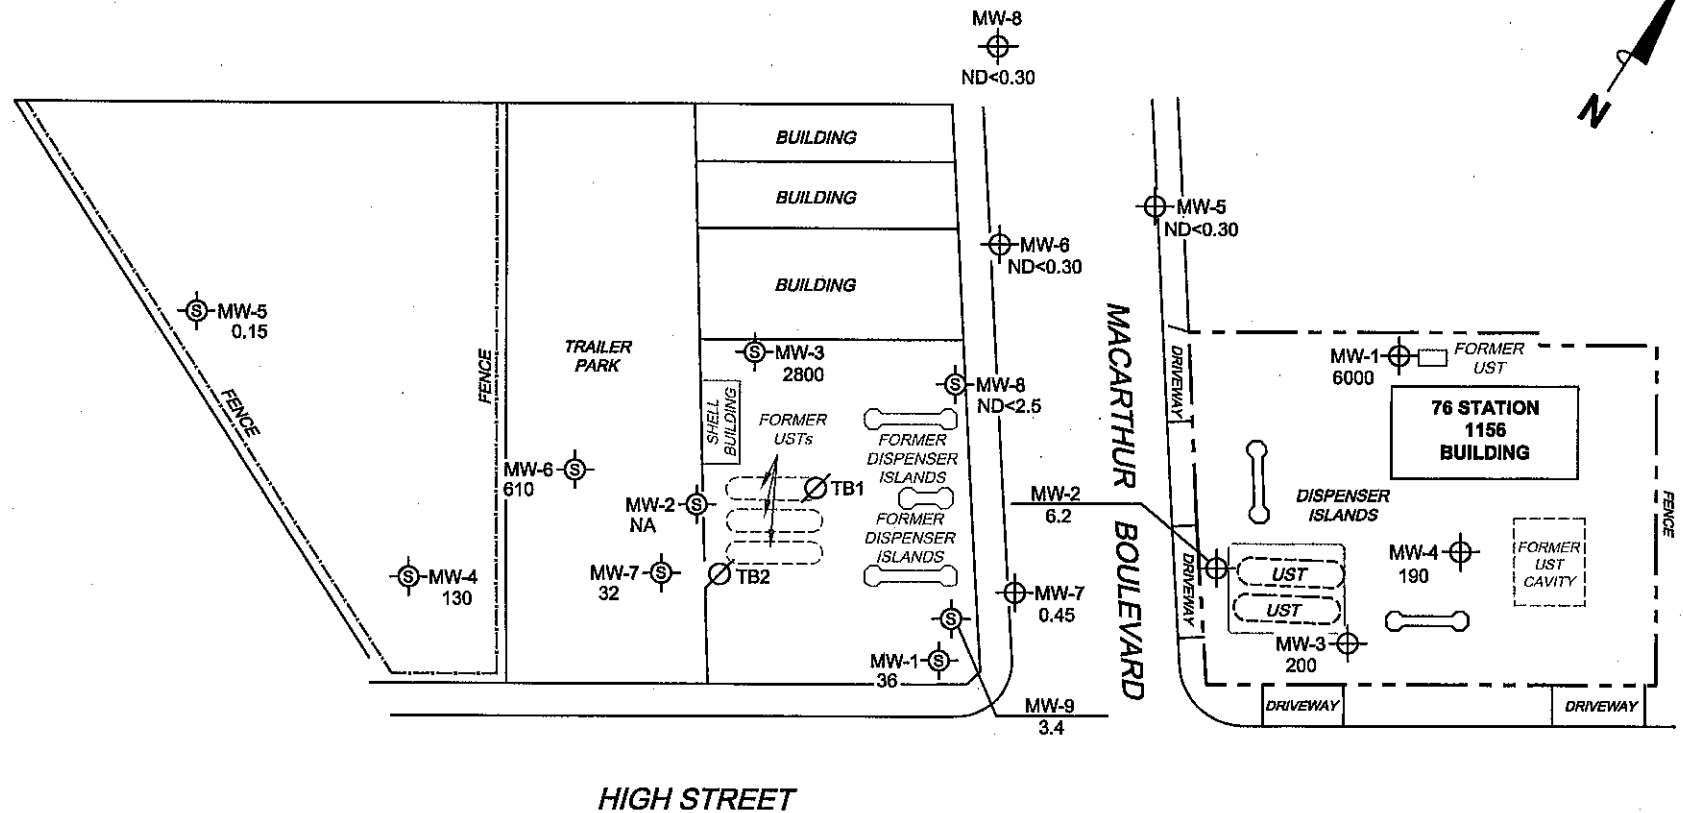 MW-8
ND<0.30
N
BUILDING
BUILDING
BUILDING
MW-5
ND<0.30
MW-6
ND<0.30
MW-5
0.15
FENCE
FENCE
TRAILER
PARK
MW-3
2800
SHELL
BUILDING
FORMER
USTs
MW-8
ND<2.5
FORMER
DISPENSER
ISLANDS
FORMER
DISPENSER
ISLANDS
MW-6
610
MW-2
NA
TB1
TB2
MW-7
32
MW-4
130
MW-1
36
MW-9
3.4
MW-7
0.45
MW-2
6.2
MACARTHUR BOULEVARD
DRIVEWAY
DRIVEWAY
MW-1
6000
FORMER
UST
76 STATION
1156
BUILDING
DISPENSER
ISLANDS
FENCE
MW-4
190
FORMER
UST
CAVITY
UST
UST
MW-3
200
DRIVEWAY
DRIVEWAY
HIGH STREET
S
S
S
S
S
S
S
S
S